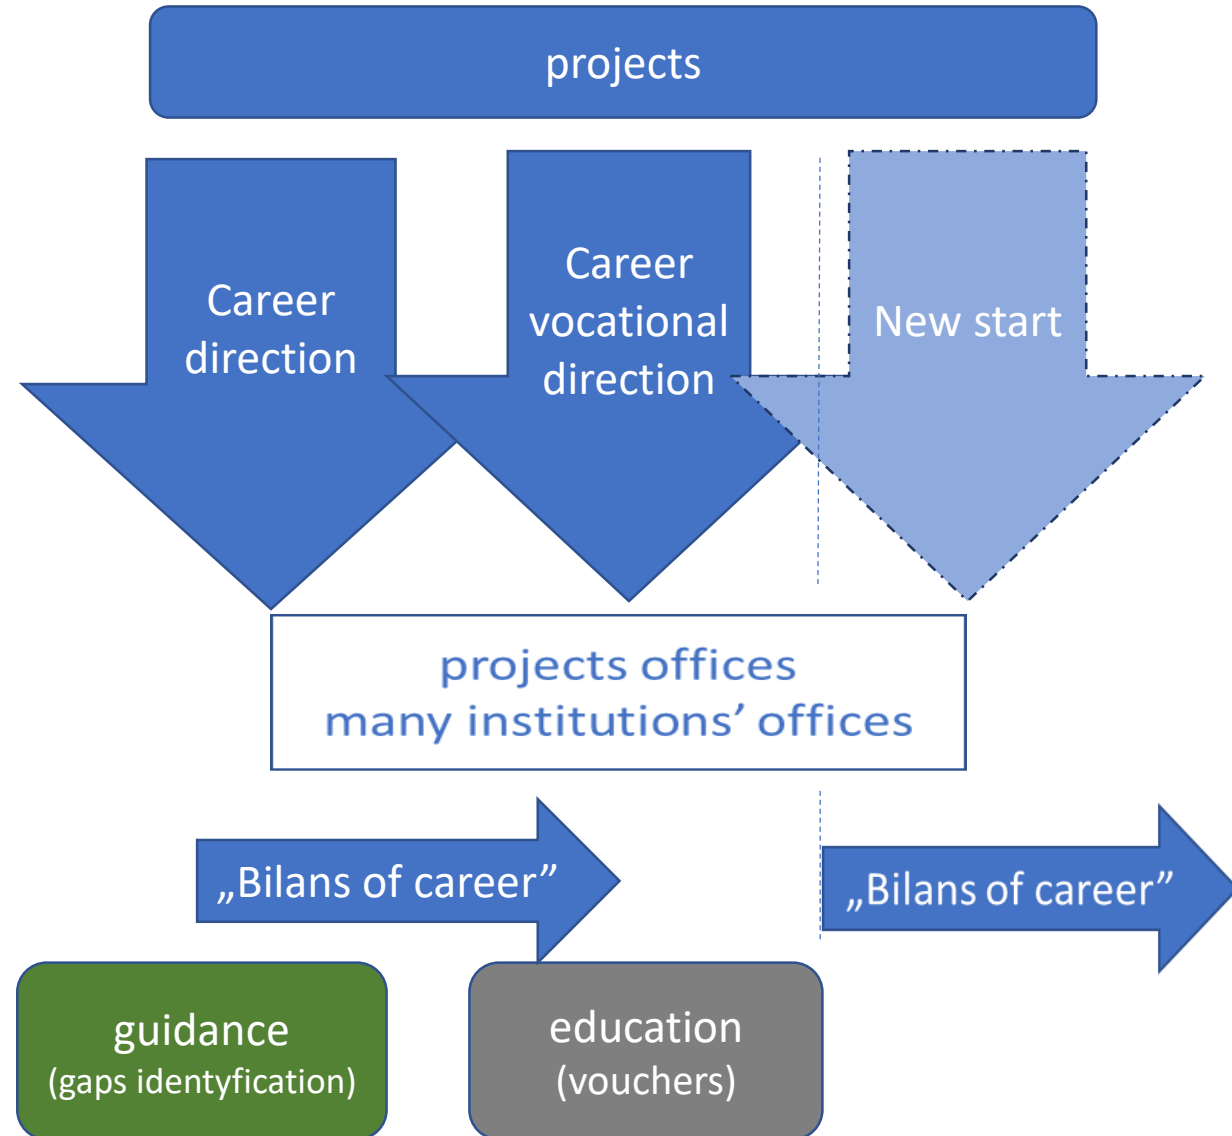 projects
Career
direction
Career
vocational
direction
New start
projects offices
many institutions’ offices
„Bilans of career”
„Bilans of career”
guidance
(gaps identyfication)
education
(vouchers)